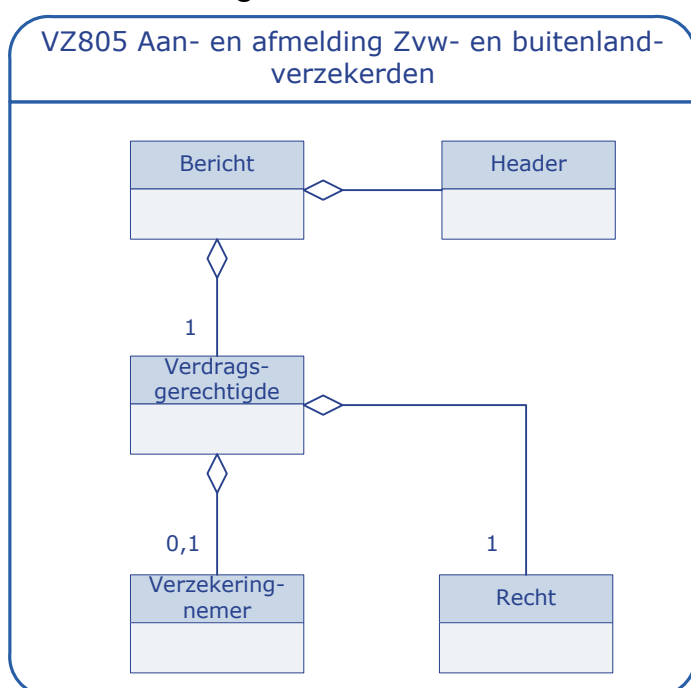 VZ805 Aan- en afmelding Zvw- en buitenland-
verzekerden
Bericht
Header
1
Verdrags-
gerechtigde
0,1
1
Verzekering-
nemer
Recht